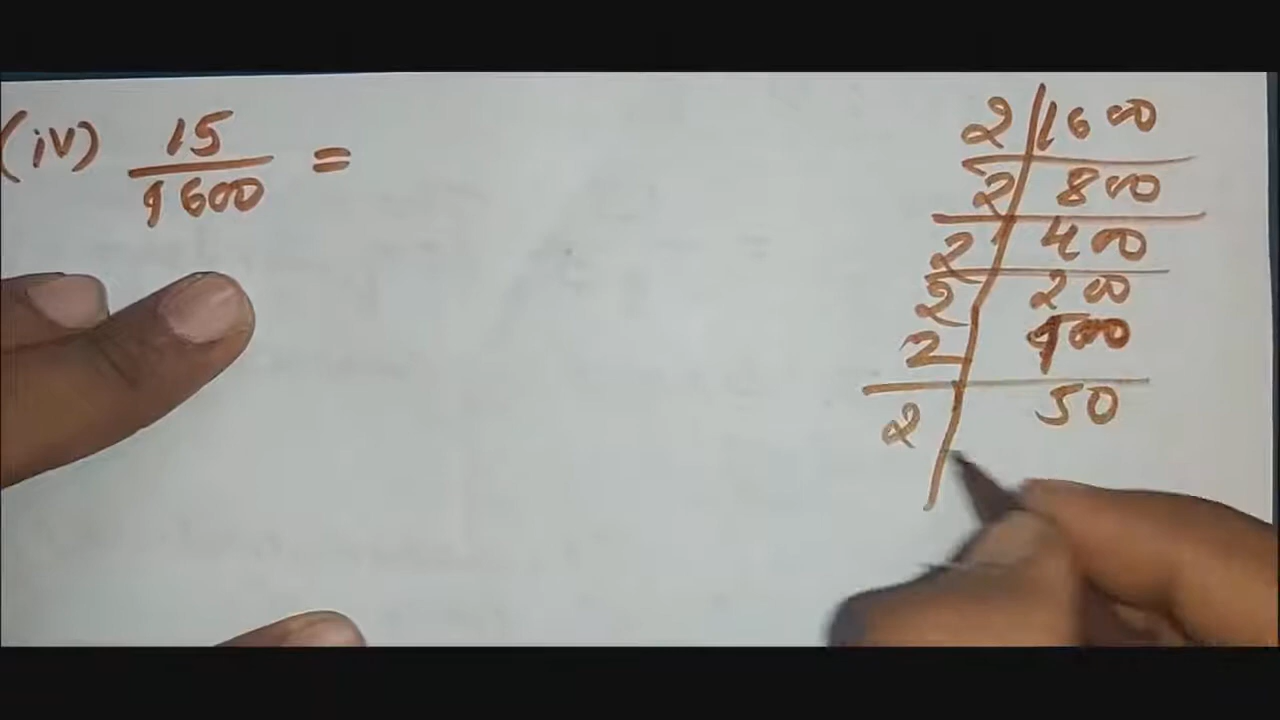 (iv) 15/1600 =
2 | 1600
2 | 800
2 | 400
2 | 200
2 | 100
2 | 50